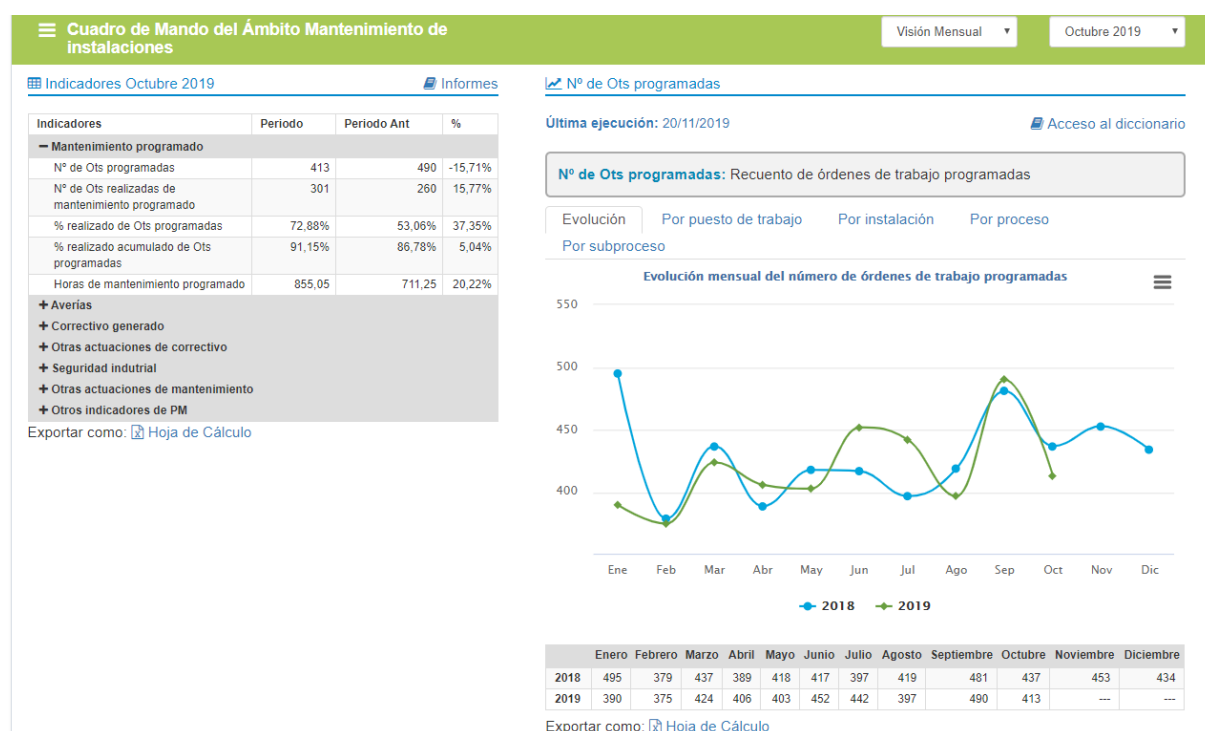 Cuadro de Mando del Ámbito Mantenimiento de
instalaciones
Visión Mensual
Octubre 2019
Indicadores Octubre 2019
Informes
Indicadores Periodo Periodo Ant %
Mantenimiento programado
Nº de Ots programadas 413 490 -15,71%
Nº de Ots realizadas de 301 260 15,77%
mantenimiento programado
% realizado de Ots programadas 72,88% 53,06% 37,35%
% realizado acumulado de Ots 91,15% 86,78% 5,04%
programadas
Horas de mantenimiento programado 855,05 711,25 20,22%
+ Averías
+ Correctivo generado
+ Otras actuaciones de correctivo
+ Seguridad indutrial
+ Otras actuaciones de mantenimiento
+ Otros indicadores de PM
Exportar como: Hoja de Cálculo
Nº de Ots programadas
Última ejecución: 20/11/2019
Acceso al diccionario
Nº de Ots programadas: Recuento de órdenes de trabajo programadas
Evolución Por puesto de trabajo Por instalación Por proceso
Por subproceso
Evolución mensual del número de órdenes de trabajo programadas
550
500
450
400
Ene Feb Mar Abr May Jun Jul Ago Sep Oct Nov Dic
2018 2019
Enero Febrero Marzo Abril Mayo Junio Julio Agosto Septiembre Octubre Noviembre Diciembre
2018 495 379 437 389 418 417 397 419 481 437 453 434
2019 390 375 424 406 403 452 442 397 490 413 --- ---
Exportar como: Hoja de Cálculo